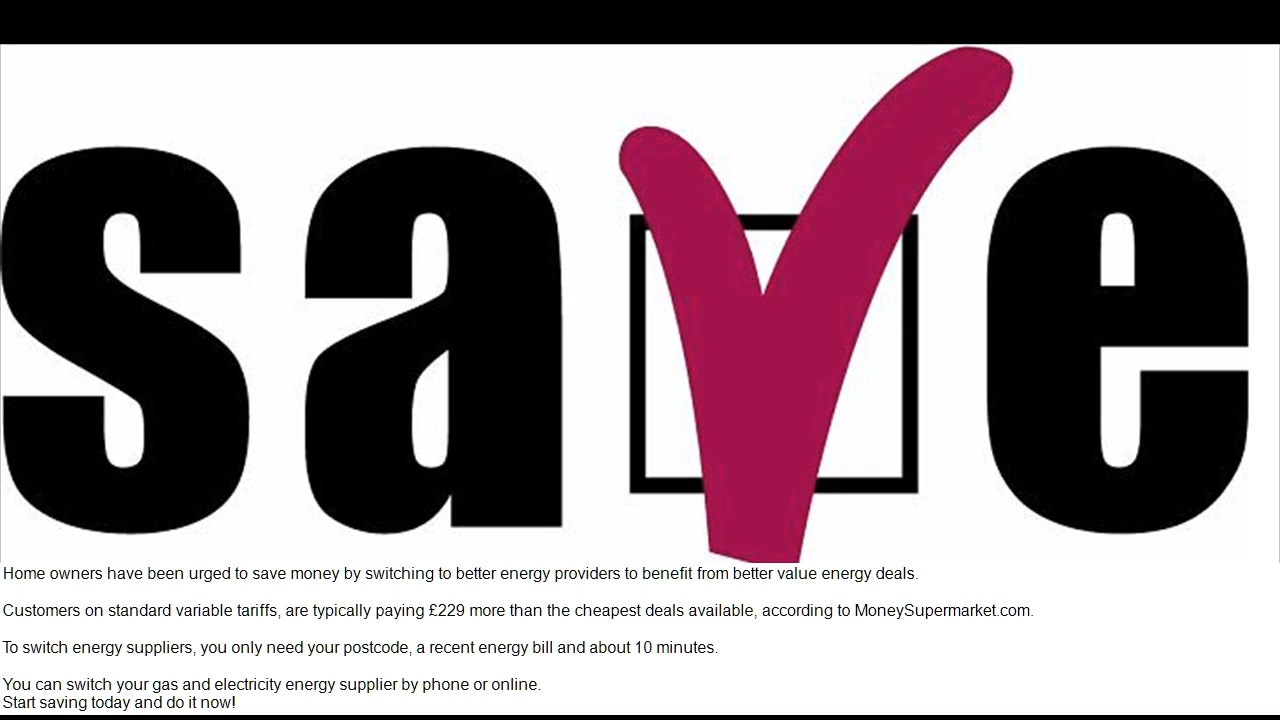 save
Home owners have been urged to save money by switching to better energy providers to benefit from better value energy deals.
Customers on standard variable tariffs, are typically paying £229 more than the cheapest deals available, according to MoneySupermarket.com.
To switch energy suppliers, you only need your postcode, a recent energy bill and about 10 minutes.
You can switch your gas and electricity energy supplier by phone or online.
Start saving today and do it now!